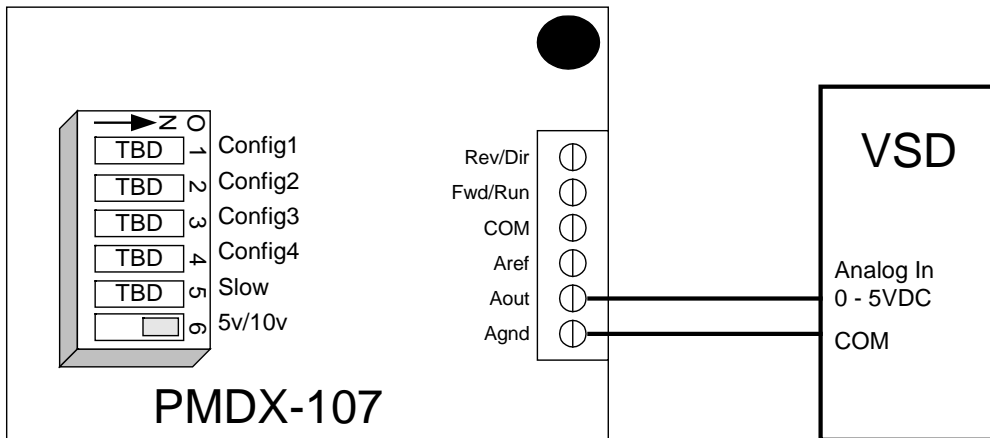 O N
TBD 1 Config1
TBD 2 Config2
TBD 3 Config3
TBD 4 Config4
TBD 5 Slow
6 5v/10v
PMDX-107
Rev/Dir
Fwd/Run
COM
Aref
Aout
Agnd
VSD
Analog In
0 - 5VDC
COM